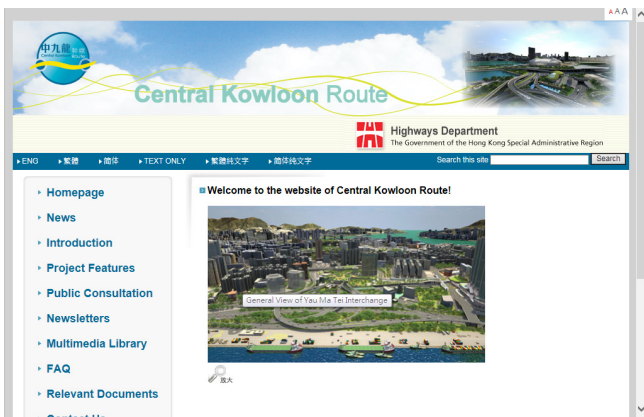 A A A
中九龍幹綫
Central Kowloon Route
Central Kowloon Route
Highways Department
The Government of the Hong Kong Special Administrative Region
ENG 繁體 简体 TEXT ONLY 繁體純文字 简体纯文字 Search this site Search
Homepage
News
Introduction
Project Features
Public Consultation
Newsletters
Multimedia Library
FAQ
Relevant Documents
Contact Us
Welcome to the website of Central Kowloon Route!
General View of Yau Ma Tei Interchange
放大